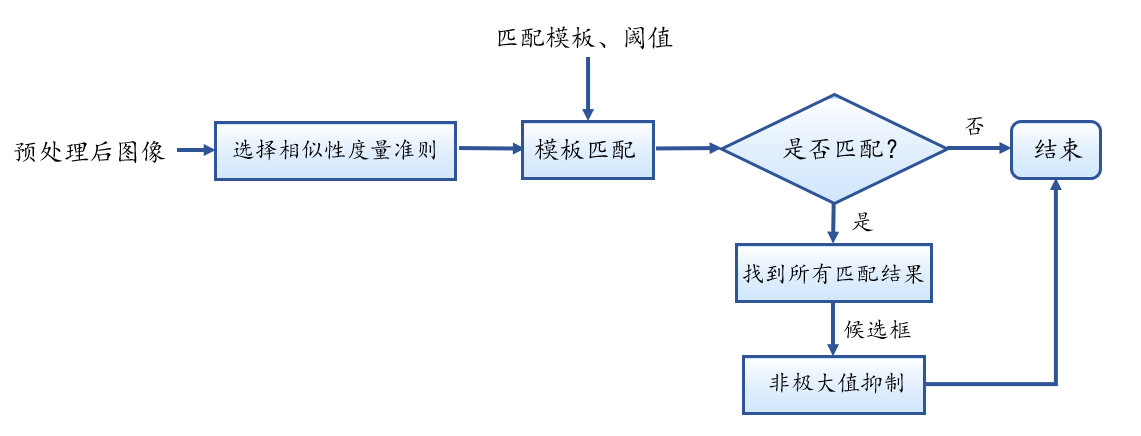 匹配模板、阈值
预处理后图像
选择相似性度量准则
模板匹配
是否匹配？
否
结束
是
找到所有匹配结果
候选框
非极大值抑制